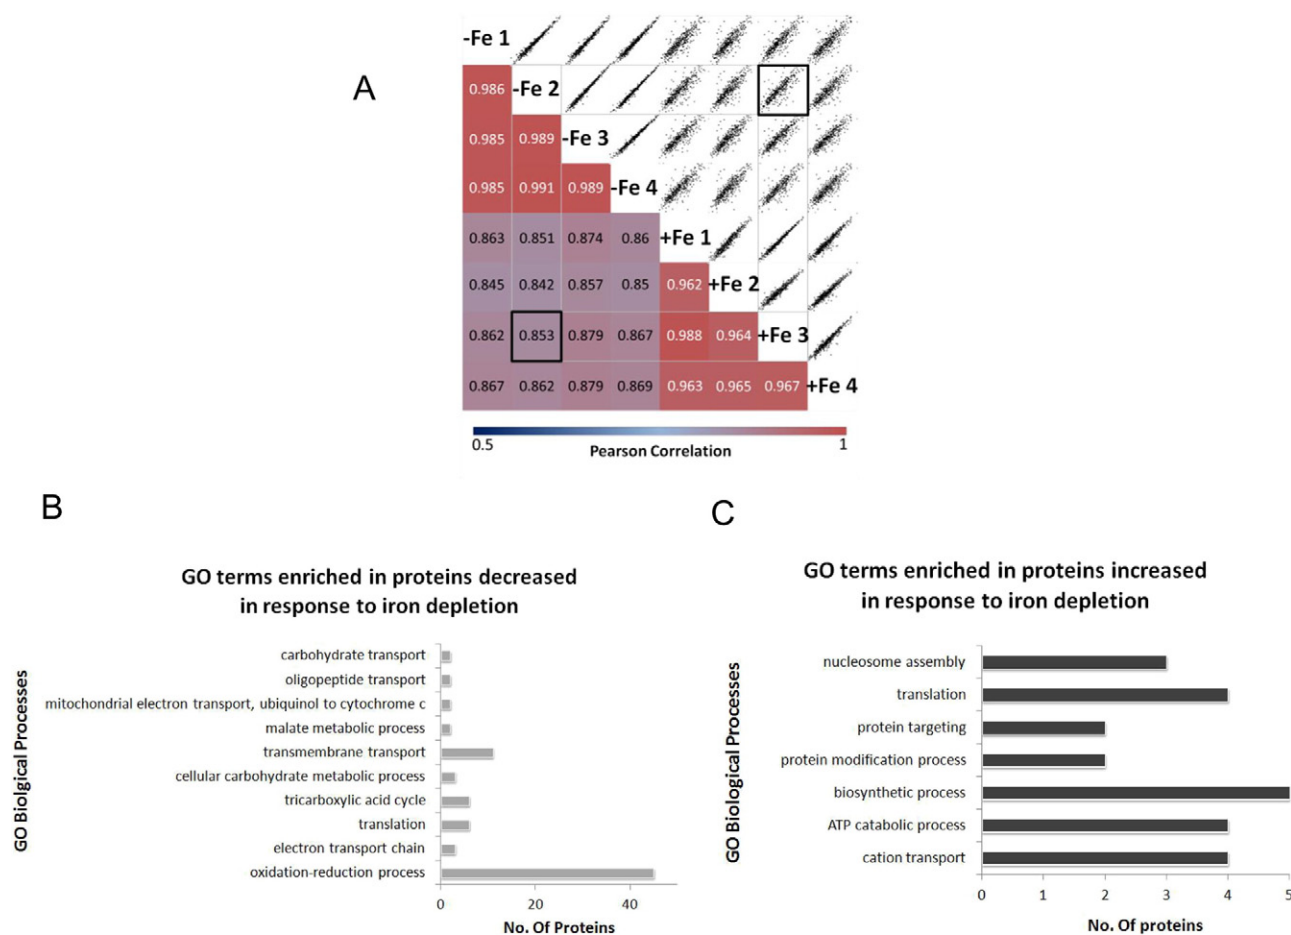 A
-Fe 1
0.986 -Fe 2
0.985 0.989 -Fe 3
0.985 0.991 0.989 -Fe 4
0.863 0.851 0.874 0.86 +Fe 1
0.845 0.842 0.857 0.85 0.962 +Fe 2
0.862 0.853 0.879 0.867 0.988 0.964 +Fe 3
0.867 0.862 0.879 0.869 0.963 0.965 0.967 +Fe 4
0.5 1
Pearson Correlation
B
GO terms enriched in proteins decreased
in response to iron depletion
GO Biolgical Processes
carbohydrate transport
oligopeptide transport
mitochondrial electron transport, ubiquinol to cytochrome c
malate metabolic process
transmembrane transport
cellular carbohydrate metabolic process
tricarboxylic acid cycle
translation
electron transport chain
oxidation-reduction process
0 20 40
No. Of Proteins
C
GO terms enriched in proteins increased
in response to iron depletion
GO Biological Processes
nucleosome assembly
translation
protein targeting
protein modification process
biosynthetic process
ATP catabolic process
cation transport
0 1 2 3 4 5
No. Of proteins